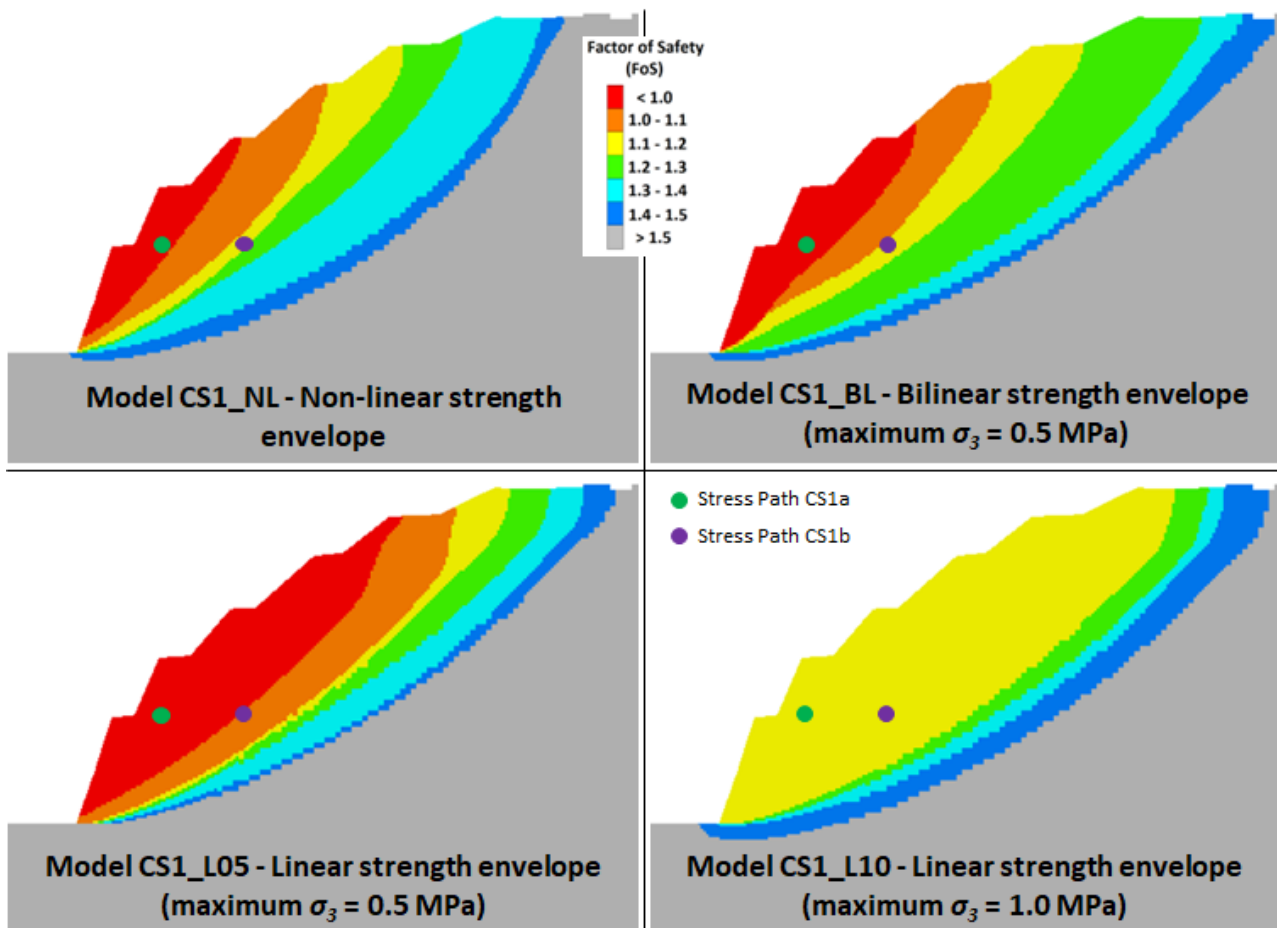 Factor of Safety
(FoS)
< 1.0
1.0 - 1.1
1.1 - 1.2
1.2 - 1.3
1.3 - 1.4
1.4 - 1.5
> 1.5
Model CS1_NL - Non-linear strength
envelope
Model CS1_BL - Bilinear strength envelope
(maximum σ3 = 0.5 MPa)
Stress Path CS1a
Stress Path CS1b
Model CS1_L05 - Linear strength envelope
(maximum σ3 = 0.5 MPa)
Model CS1_L10 - Linear strength envelope
(maximum σ3 = 1.0 MPa)